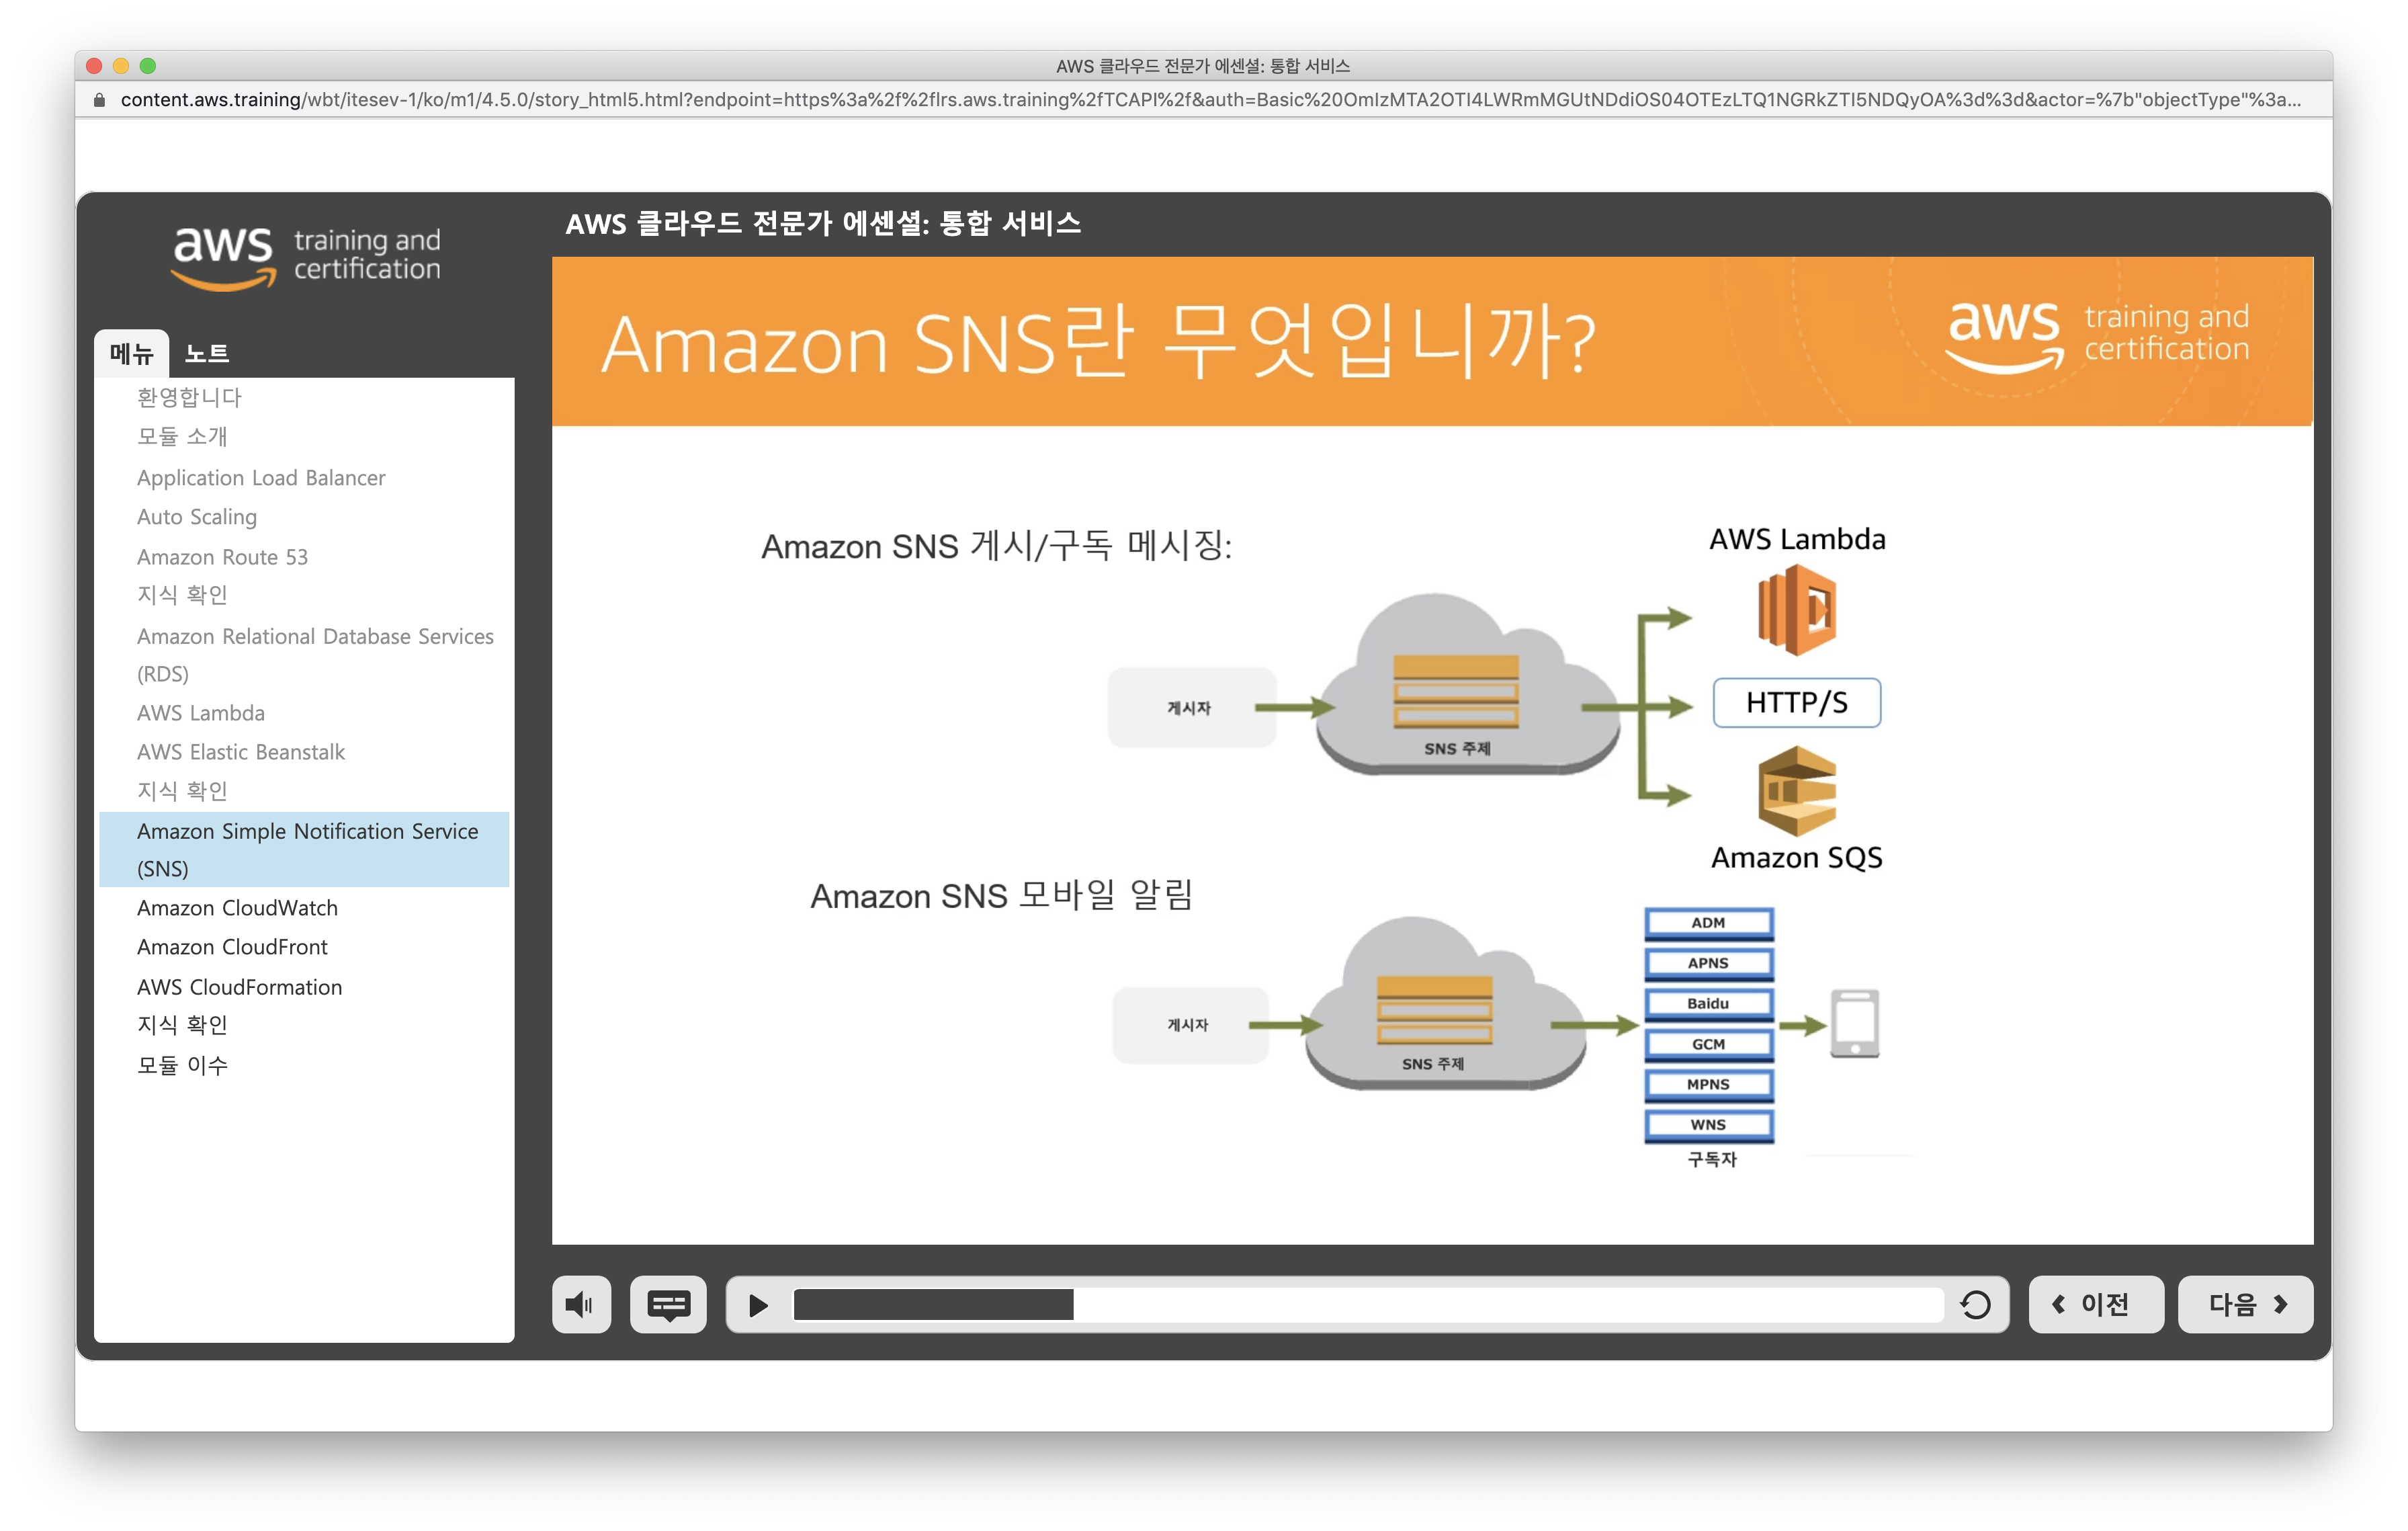 AWS 클라우드 전문가 에센셜: 통합 서비스
content.aws.training/wbt/itesev-1/ko/m1/4.5.0/story_html5.html?endpoint=https%3a%2f%2flrs.aws.training%2fTCAPI%2f&auth=Basic%20OmIzMTA2OTI4LWRmMGUtNDdiOS04OTEzLTQ1NGRkZTI5NDQyOA%3d%3d&actor=%7b"objectType"%3a...
aws training and certification
AWS 클라우드 전문가 에센셜: 통합 서비스
메뉴 노트
환영합니다
모듈 소개
Application Load Balancer
Auto Scaling
Amazon Route 53
지식 확인
Amazon Relational Database Services
(RDS)
AWS Lambda
AWS Elastic Beanstalk
지식 확인
Amazon Simple Notification Service
(SNS)
Amazon CloudWatch
Amazon CloudFront
AWS CloudFormation
지식 확인
모듈 이수
Amazon SNS란 무엇입니까?
aws training and certification
Amazon SNS 게시/구독 메시징:
게시자
SNS 주제
AWS Lambda
HTTP/S
Amazon SQS
Amazon SNS 모바일 알림
게시자
SNS 주제
ADM
APNS
Baidu
GCM
MPNS
WNS
구독자
이전
다음